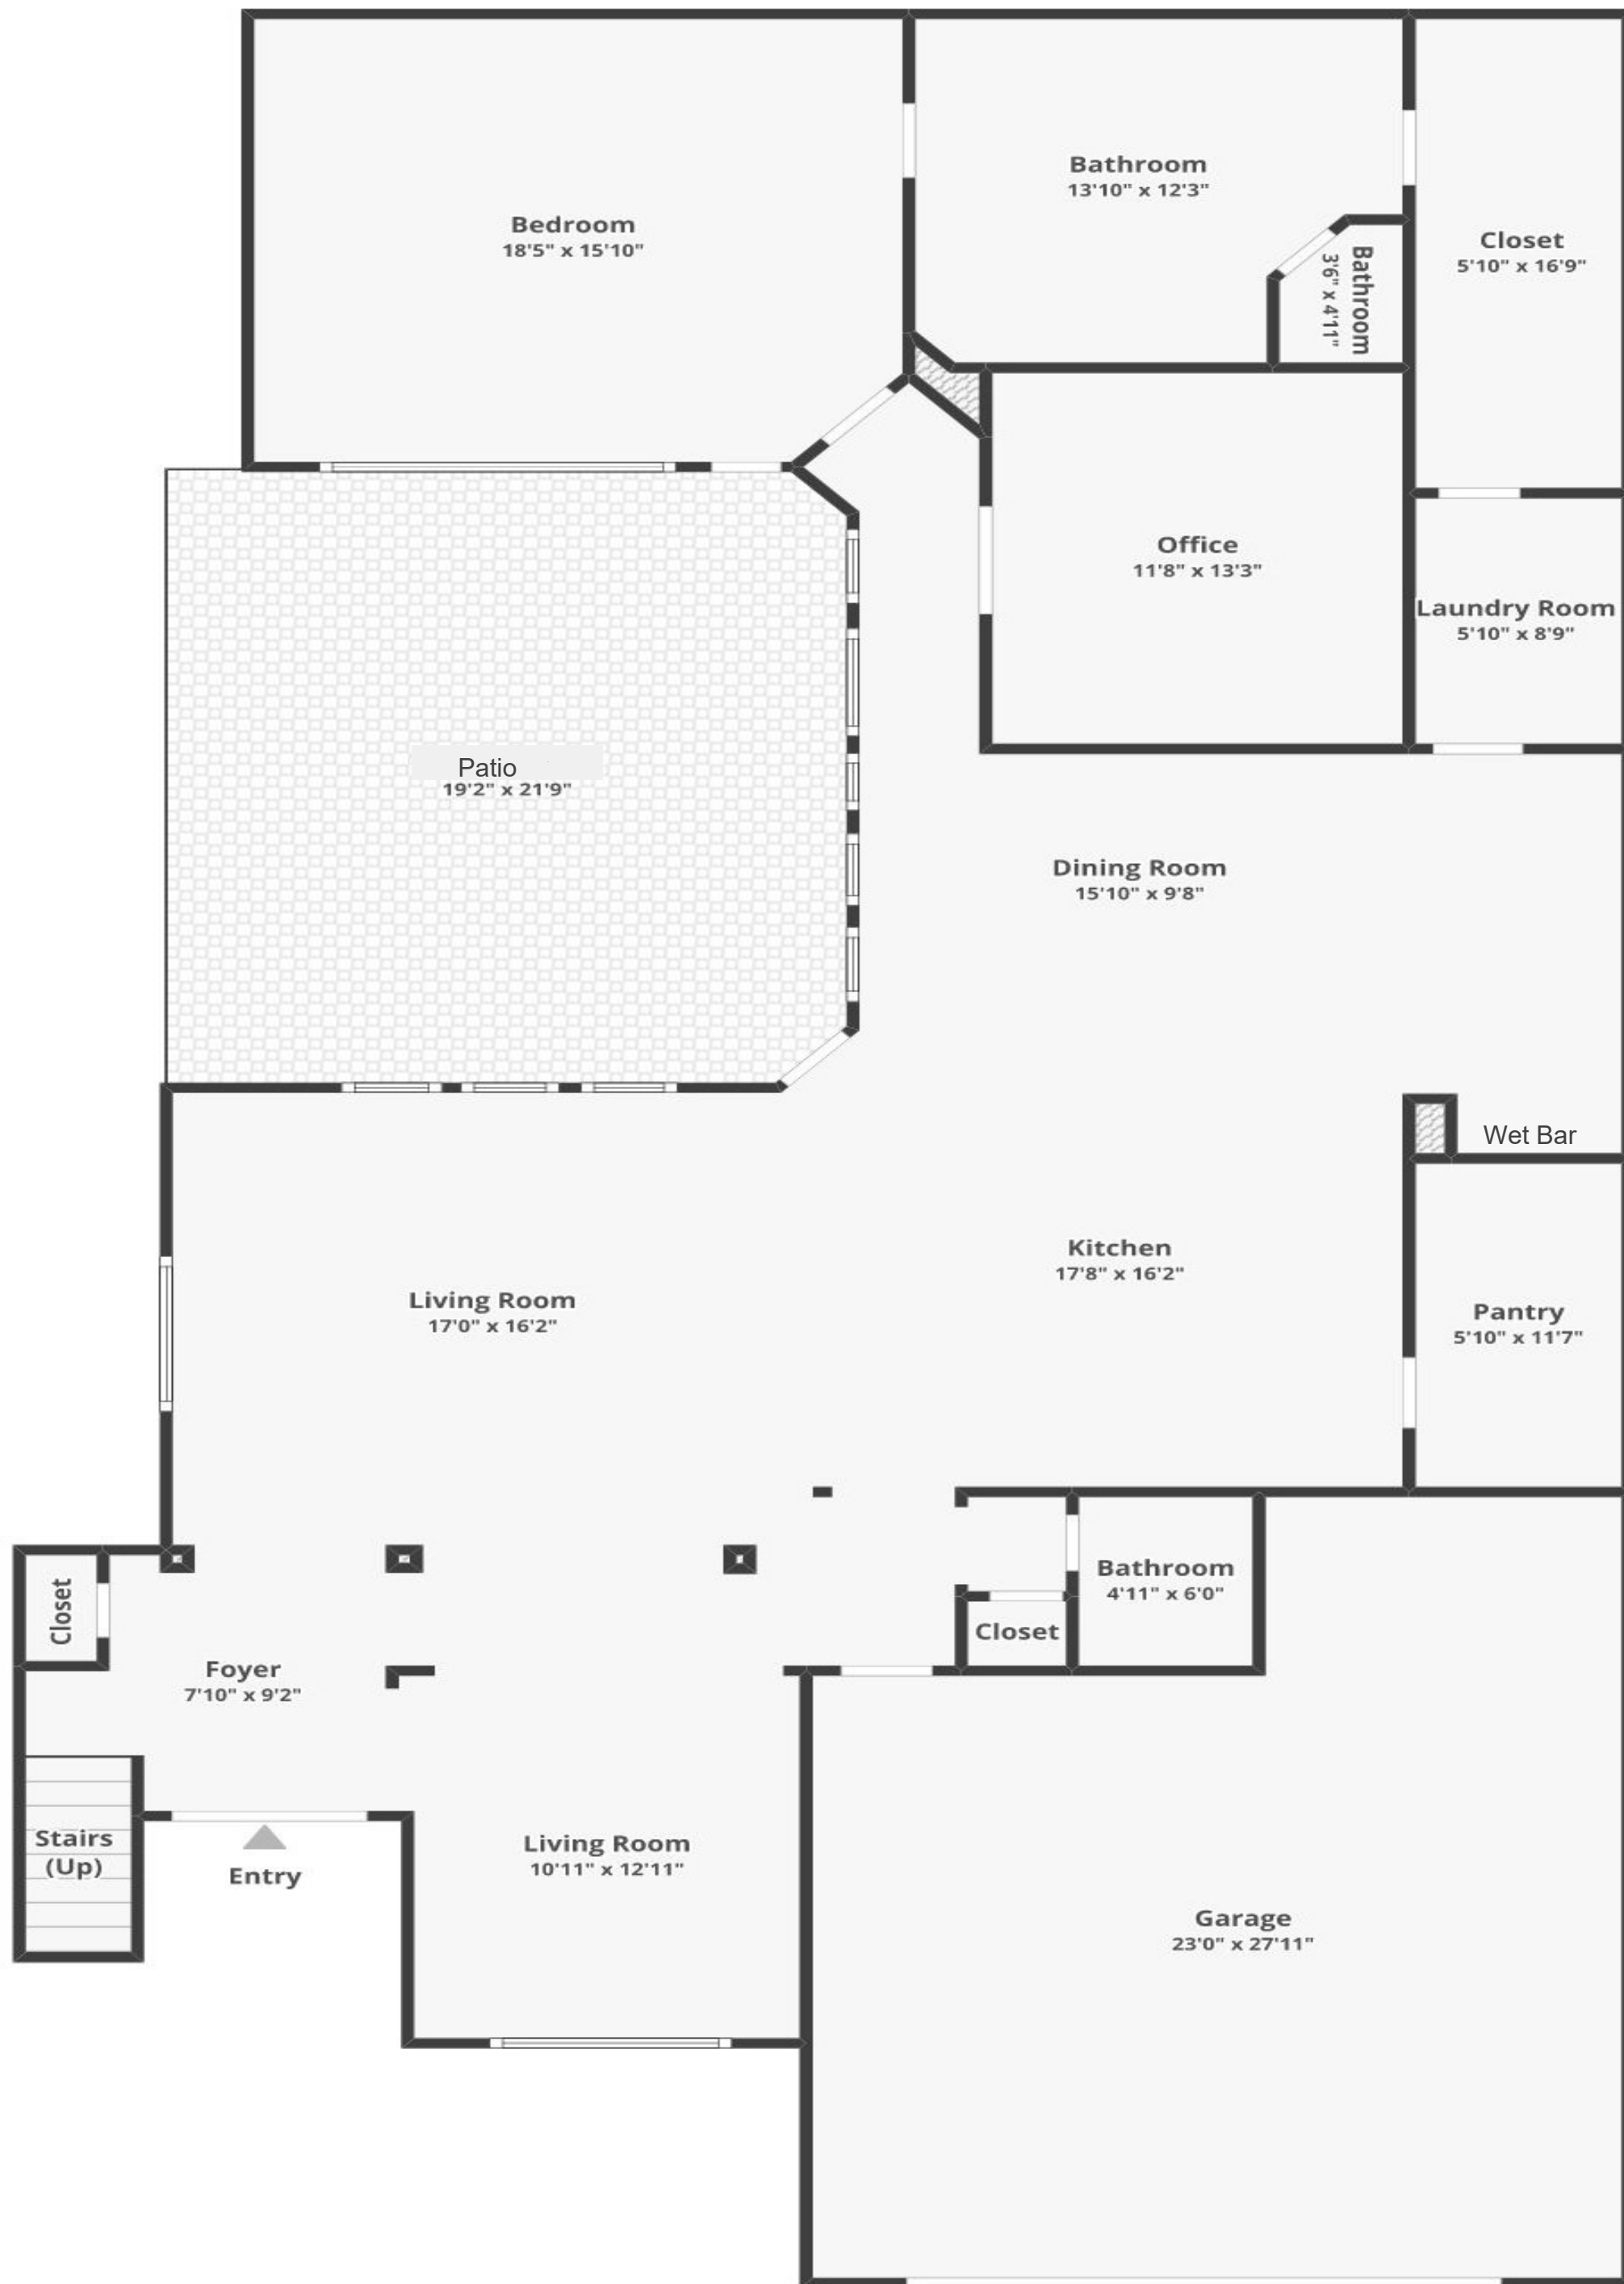 Bedroom
18'5" x 15'10"
Bathroom
13'10" x 12'3"
Bathroom
3'6" x 4'11"
Closet
5'10" x 16'9"
Office
11'8" x 13'3"
Laundry Room
5'10" x 8'9"
Patio
19'2" x 21'9"
Dining Room
15'10" x 9'8"
Wet Bar
Kitchen
17'8" x 16'2"
Living Room
17'0" x 16'2"
Pantry
5'10" x 11'7"
Bathroom
4'11" x 6'0"
Closet
Closet
Foyer
7'10" x 9'2"
Stairs
(Up)
Entry
Living Room
10'11" x 12'11"
Garage
23'0" x 27'11"